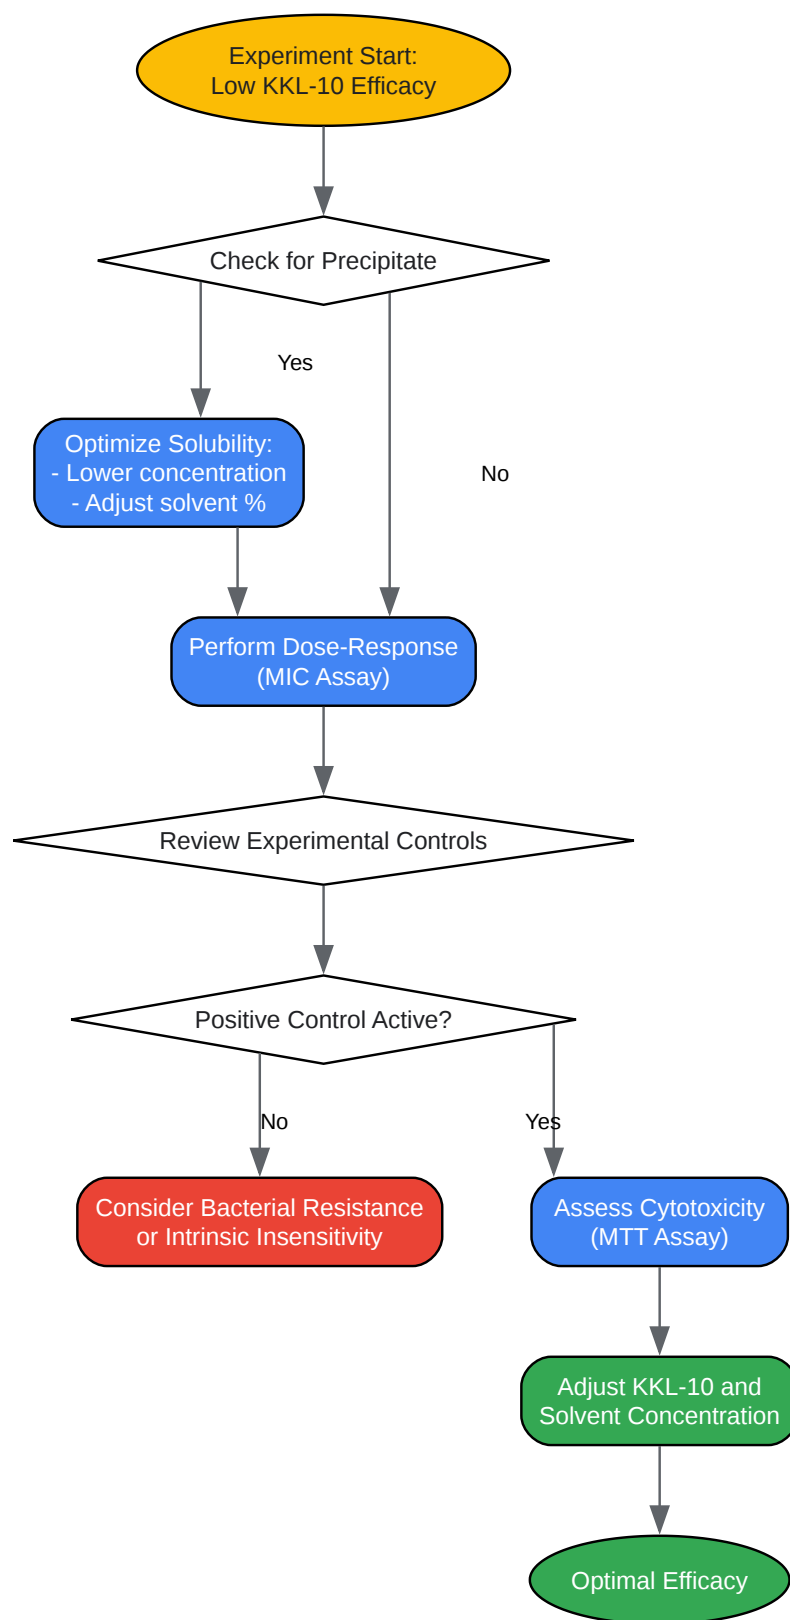 Experiment Start:
Low KKL-10 Efficacy
Check for Precipitate
Yes
Optimize Solubility:
- Lower concentration
- Adjust solvent %
No
Perform Dose-Response
(MIC Assay)
Review Experimental Controls
Positive Control Active?
No
Yes
Consider Bacterial Resistance
or Intrinsic Insensitivity
Assess Cytotoxicity
(MTT Assay)
Adjust KKL-10 and
Solvent Concentration
Optimal Efficacy